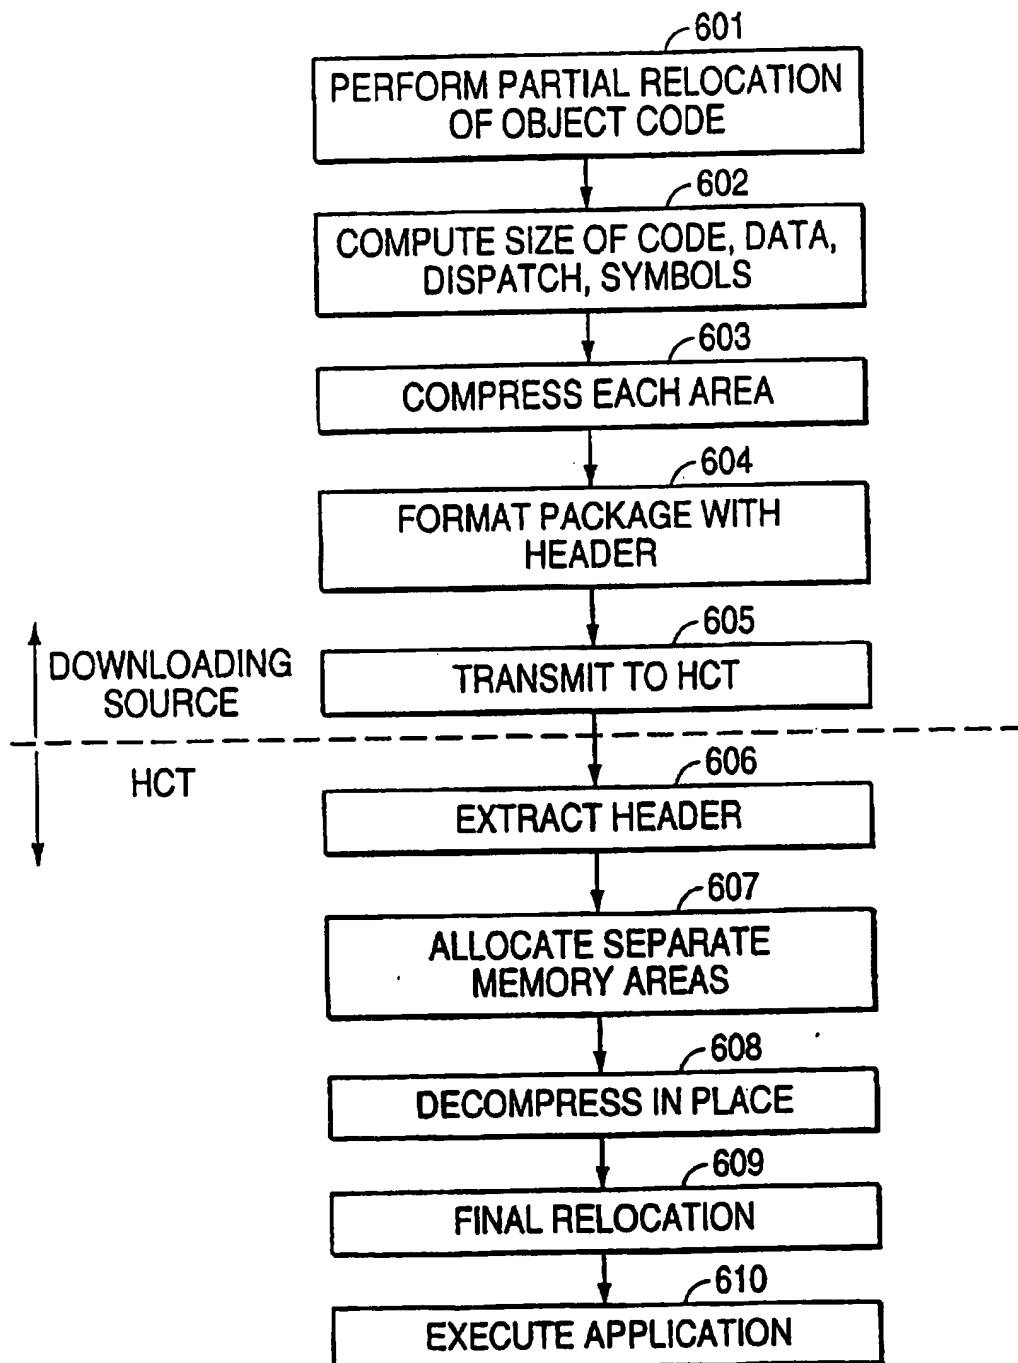 601
PERFORM PARTIAL RELOCATION
OF OBJECT CODE
602
COMPUTE SIZE OF CODE, DATA,
DISPATCH, SYMBOLS
603
COMPRESS EACH AREA
604
FORMAT PACKAGE WITH
HEADER
605
TRANSMIT TO HCT
DOWNLOADING
SOURCE
HCT
606
EXTRACT HEADER
607
ALLOCATE SEPARATE
MEMORY AREAS
608
DECOMPRESS IN PLACE
609
FINAL RELOCATION
610
EXECUTE APPLICATION